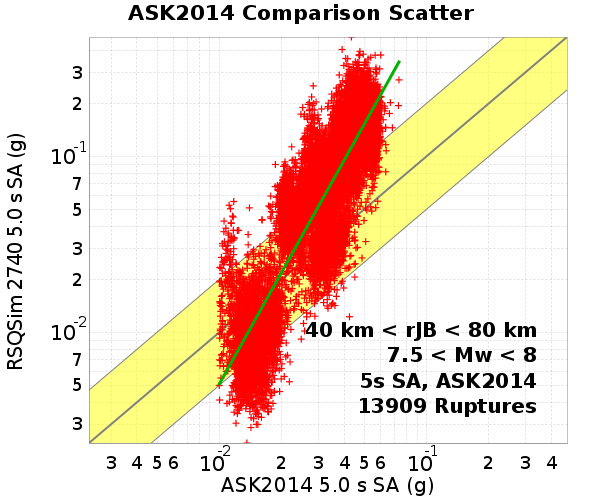 ASK2014 Comparison Scatter
RSQSim 2740 5.0 s SA (g)
3
2
10-1
7
5
3
2
10-2
7
5
3
40 km < rJB < 80 km
7.5 < Mw < 8
5s SA, ASK2014
13909 Ruptures
3 4 5 6 10-2 2 3 4 5 6 10-1 2 3 4
ASK2014 5.0 s SA (g)